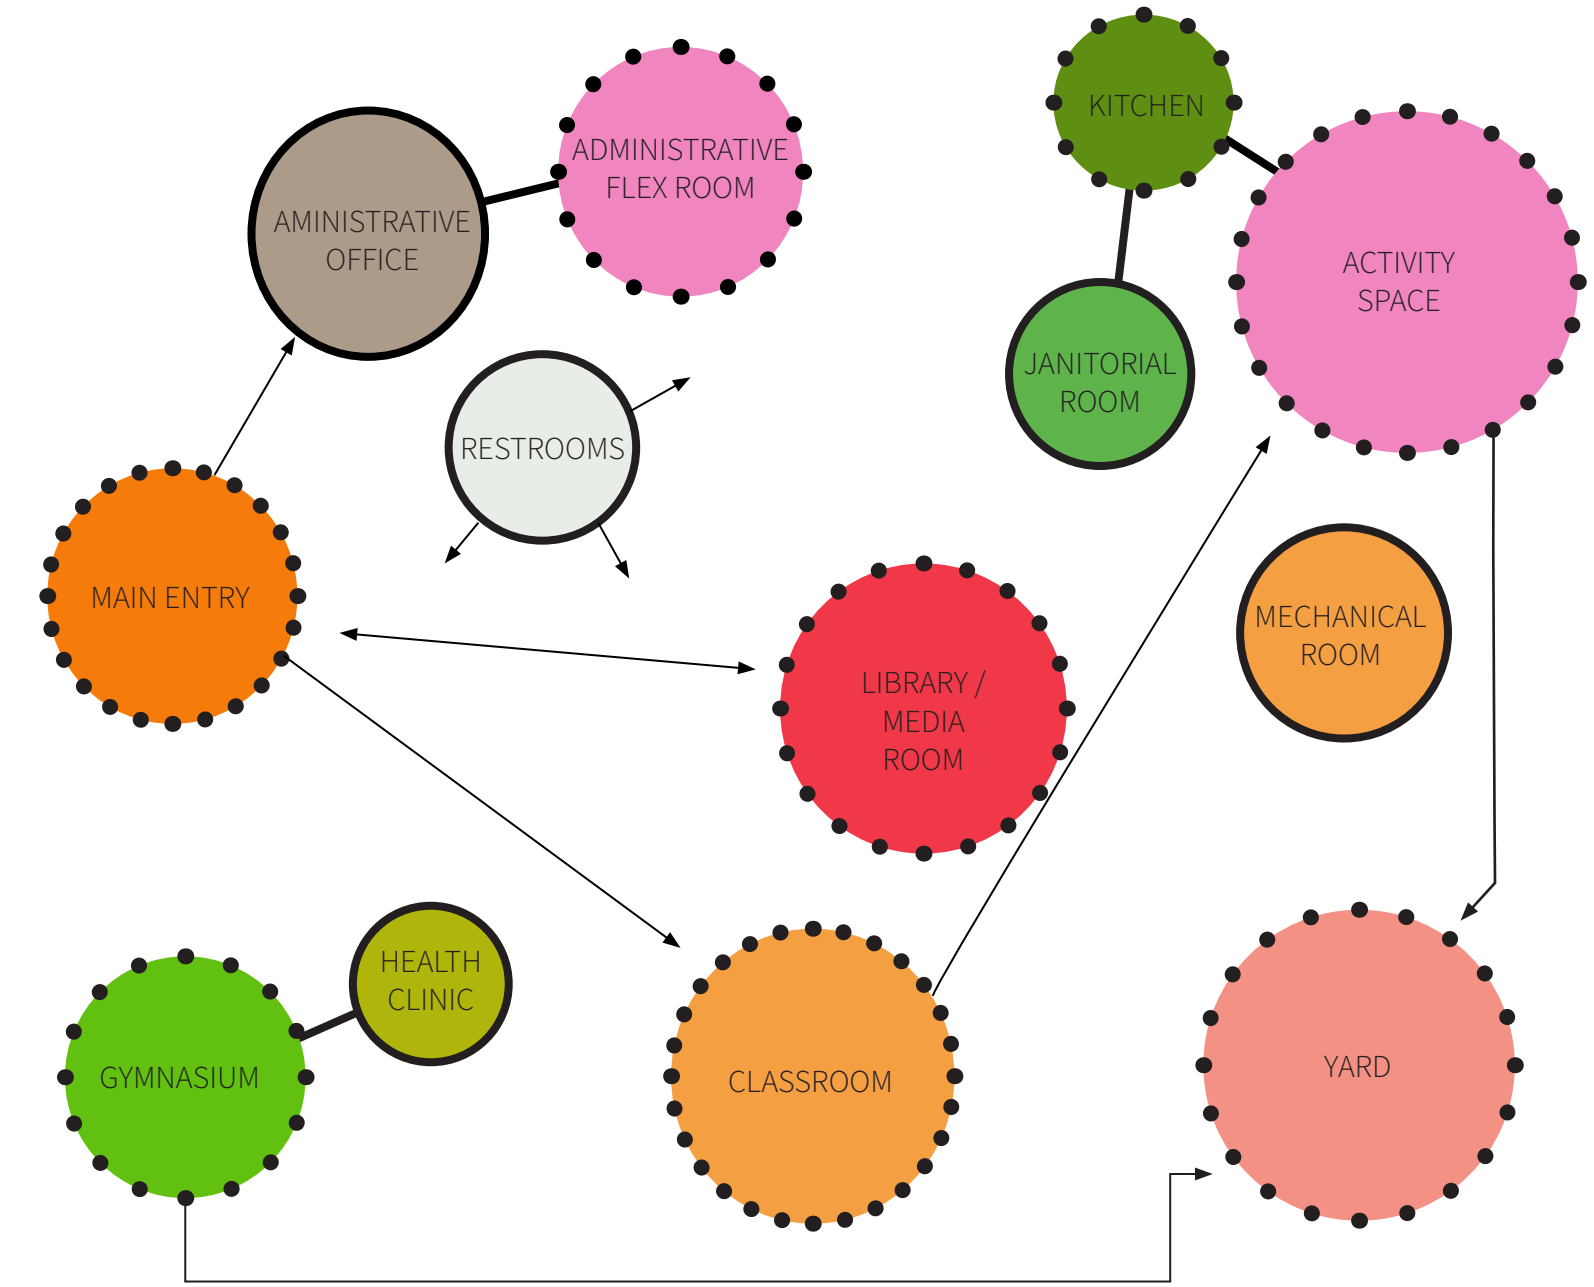 KITCHEN
ADMINISTRATIVE
FLEX ROOM
AMINISTRATIVE
OFFICE
ACTIVITY
SPACE
JANITORIAL
ROOM
RESTROOMS
MAIN ENTRY
MECHANICAL
ROOM
LIBRARY /
MEDIA
ROOM
HEALTH
CLINIC
GYMNASIUM
CLASSROOM
YARD